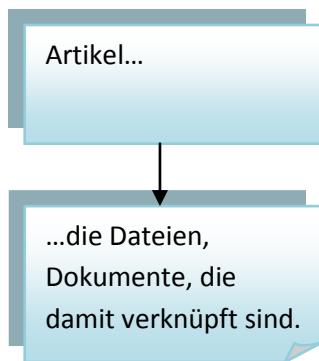 Artikel…
…die Dateien,
Dokumente, die
damit verknüpft sind.